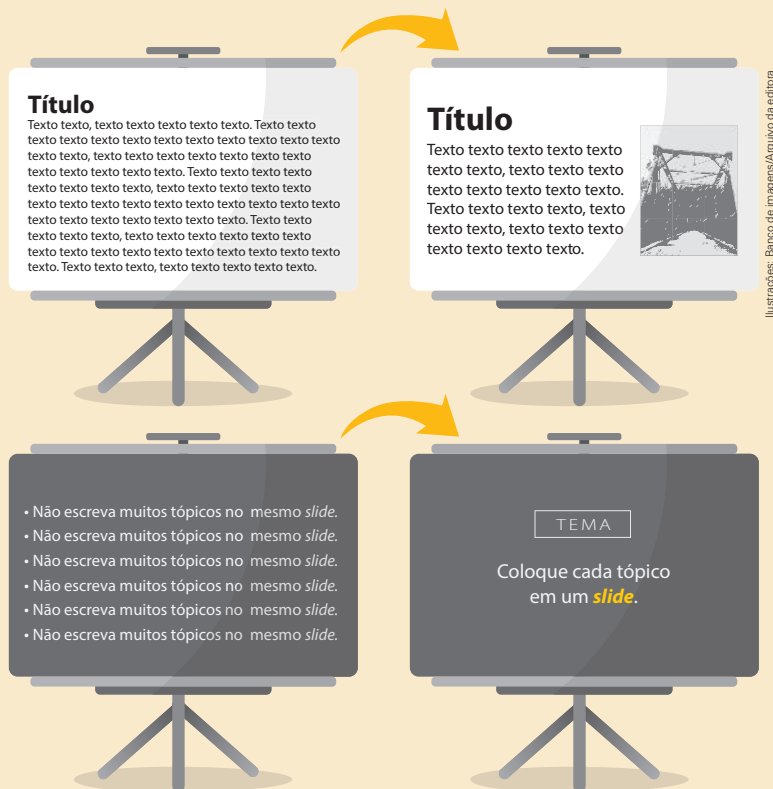 Título
Texto texto, texto texto texto texto texto. Texto texto
texto texto texto texto texto texto texto texto texto texto
texto texto, texto texto texto texto texto texto texto
texto texto texto texto texto. Texto texto texto texto
texto texto texto texto, texto texto texto texto texto
texto texto texto texto texto texto texto texto texto texto
texto texto texto texto texto texto texto. Texto texto
texto texto texto, texto texto texto texto texto texto
texto texto texto texto texto texto texto texto texto texto
texto. Texto texto texto, texto texto texto texto texto.
Título
Texto texto texto texto texto
texto texto, texto texto texto
texto texto texto texto texto.
Texto texto texto texto, texto
texto texto, texto texto texto
texto texto texto texto.
Ilustrações: Banco de imagens/Arquivo da editora
• Não escreva muitos tópicos no mesmo slide.
• Não escreva muitos tópicos no mesmo slide.
• Não escreva muitos tópicos no mesmo slide.
• Não escreva muitos tópicos no mesmo slide.
• Não escreva muitos tópicos no mesmo slide.
• Não escreva muitos tópicos no mesmo slide.
TEMA
Coloque cada tópico
em um slide.